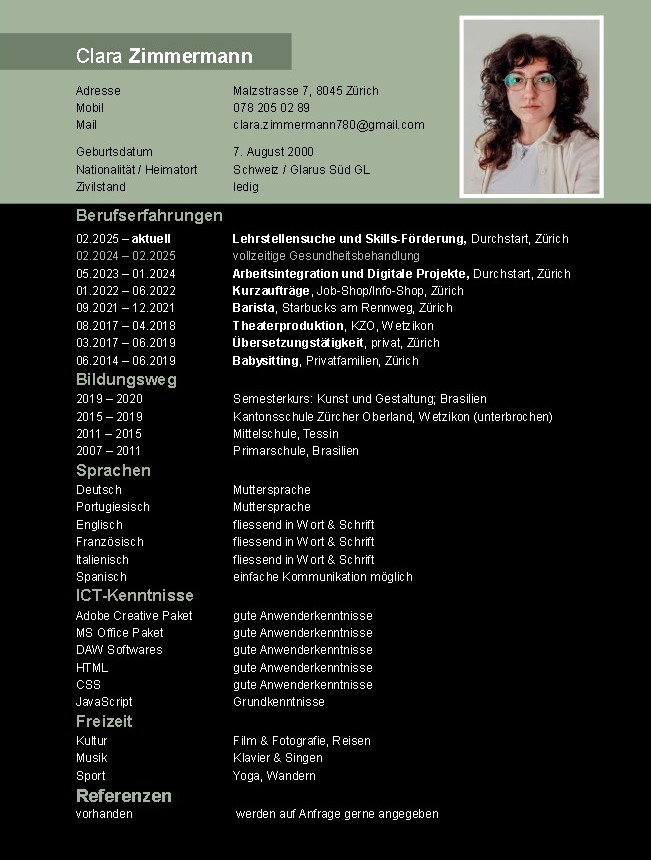 Clara Zimmermann
Adresse Malzstrasse 7, 8045 Zürich
Mobil 078 205 02 89
Mail clara.zimmermann780@gmail.com
Geburtsdatum 7. August 2000
Nationalität / Heimatort Schweiz / Glarus Süd GL
Zivilstand ledig
Berufserfahrungen
02.2025 – aktuell Lehrstellensuche und Skills-Förderung, Durchstart, Zürich
02.2024 – 02.2025 vollzeitige Gesundheitsbehandlung
05.2023 – 01.2024 Arbeitsintegration und Digitale Projekte, Durchstart, Zürich
01.2022 – 06.2022 Kurzaufträge, Job-Shop/Info-Shop, Zürich
09.2021 – 12.2021 Barista, Starbucks am Rennweg, Zürich
08.2017 – 04.2018 Theaterproduktion, KZO, Wetzikon
03.2017 – 06.2019 Übersetzungstätigkeit, privat, Zürich
06.2014 – 06.2019 Babysitting, Privatfamilien, Zürich
Bildungsweg
2019 – 2020 Semesterkurs: Kunst und Gestaltung; Brasilien
2015 – 2019 Kantonsschule Zürcher Oberland, Wetzikon (unterbrochen)
2011 – 2015 Mittelschule, Tessin
2007 – 2011 Primarschule, Brasilien
Sprachen
Deutsch Muttersprache
Portugiesisch Muttersprache
Englisch fliessend in Wort & Schrift
Französisch fliessend in Wort & Schrift
Italienisch fliessend in Wort & Schrift
Spanisch einfache Kommunikation möglich
ICT-Kenntnisse
Adobe Creative Paket gute Anwenderkenntnisse
MS Office Paket gute Anwenderkenntnisse
DAW Softwares gute Anwenderkenntnisse
HTML gute Anwenderkenntnisse
CSS gute Anwenderkenntnisse
JavaScript Grundkenntnisse
Freizeit
Kultur Film & Fotografie, Reisen
Musik Klavier & Singen
Sport Yoga, Wandern
Referenzen
vorhanden werden auf Anfrage gerne angegeben